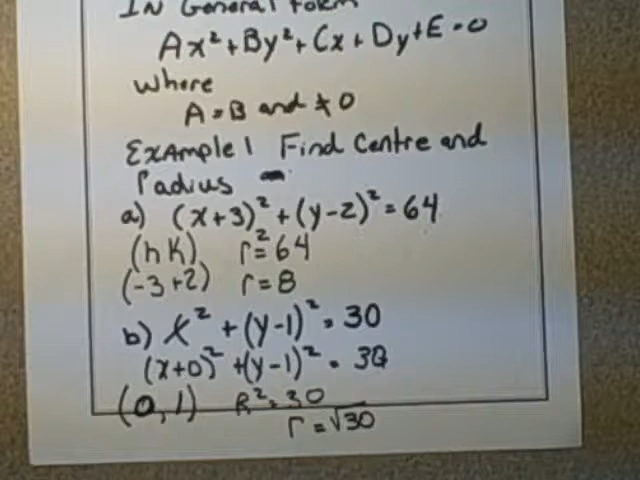 In General Form
Ax² + By² + Cx + Dy + E = 0
where
A = B and ≠ 0
Example 1 Find Centre and
Radius
a) (x+3)² + (y-2)² = 64
(h K) r² = 64
(-3 +2) r = 8
b) x² + (y-1)² = 30
(x+0)² + (y-1)² = 30
(0, 1) R² = 30
r = √30